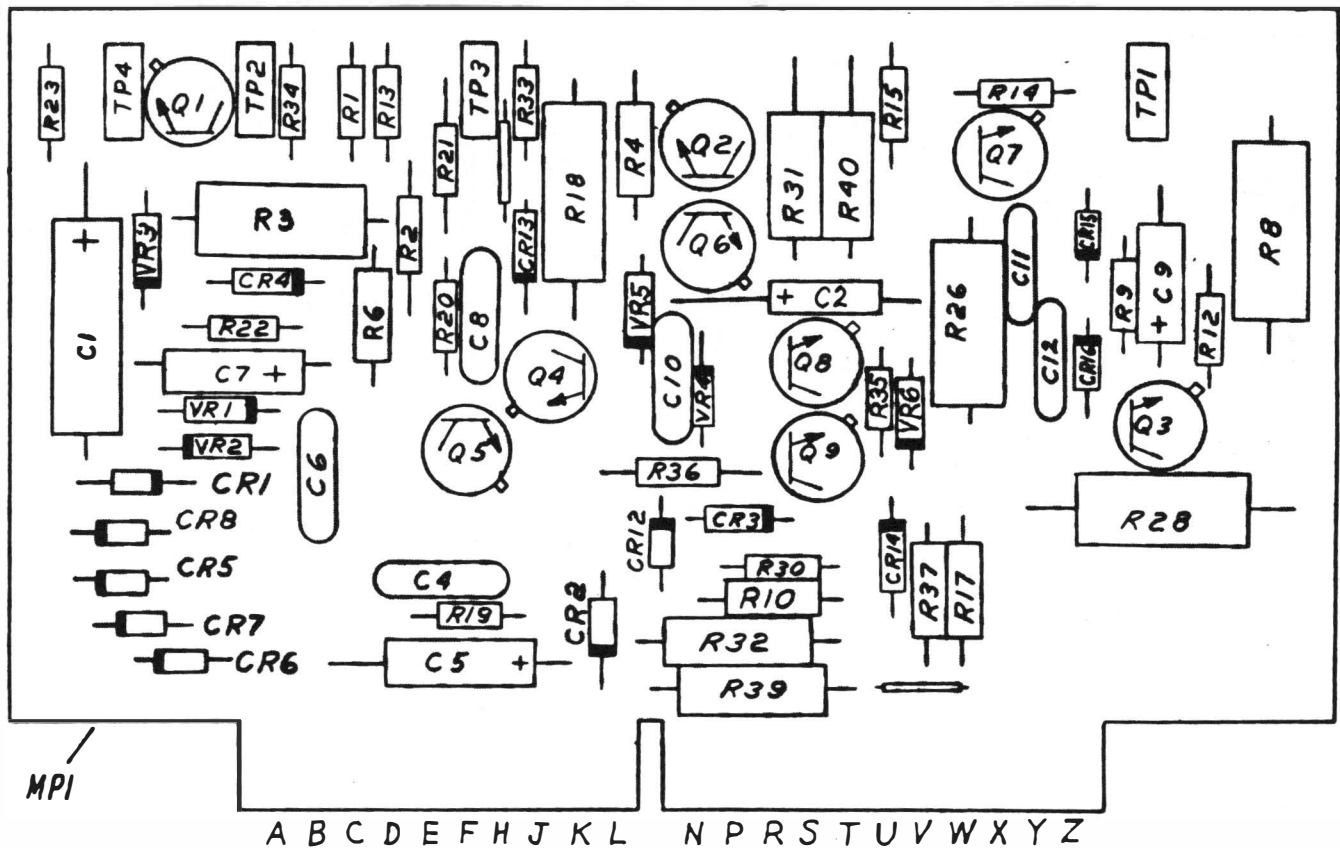 R23
TP4
Q1
TP2
R34
R1
R13
TP3
R33
R4
Q2
R31
R40
R15
R14
Q7
TP1
R21
R18
R8
VR3
R3
R2
CR13
Q6
C11
CR15
+
C1
CR4
R6
R20
C8
VR5
+ C2
R26
R9
+ C9
R12
R22
C7 +
Q4
C10
VR4
Q8
R35
VR6
C12
CR16
VR1
VR2
C6
Q5
Q9
Q3
CR1
R36
CR8
CR12
CR3
CR14
R28
CR5
C4
R30
R37
R17
CR7
R19
CR2
R10
CR6
C5 +
R32
R39
MP1
A B C D E F H J K L N P R S T U V W X Y Z